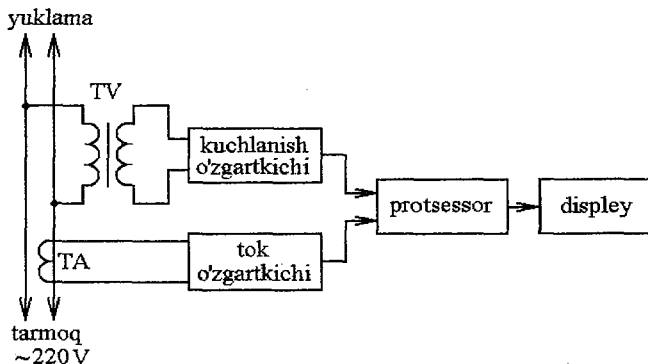 yuklama
TV
kuchlanish
o'zgartkichi
protsessor
displey
TA
tok
o'zgartkichi
tarmoq
~220 V